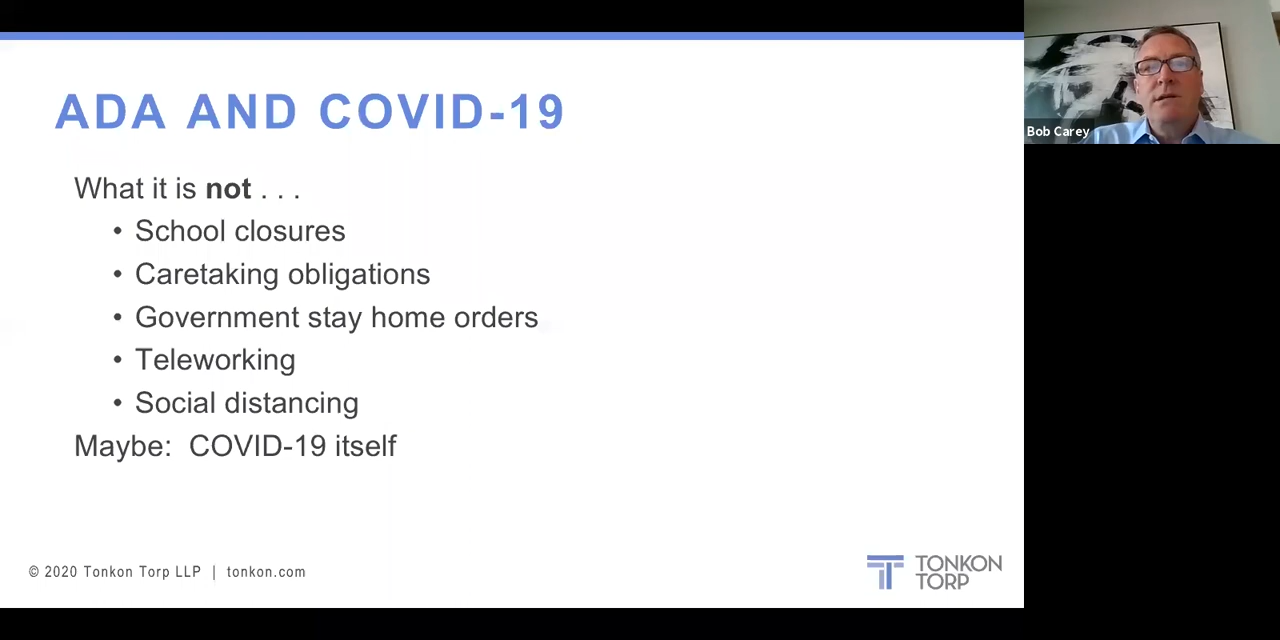 ADA AND COVID-19
What it is not . . .
• School closures
• Caretaking obligations
• Government stay home orders
• Teleworking
• Social distancing
Maybe: COVID-19 itself
© 2020 Tonkon Torp LLP | tonkon.com
TONKON
TORP
Bob Carey